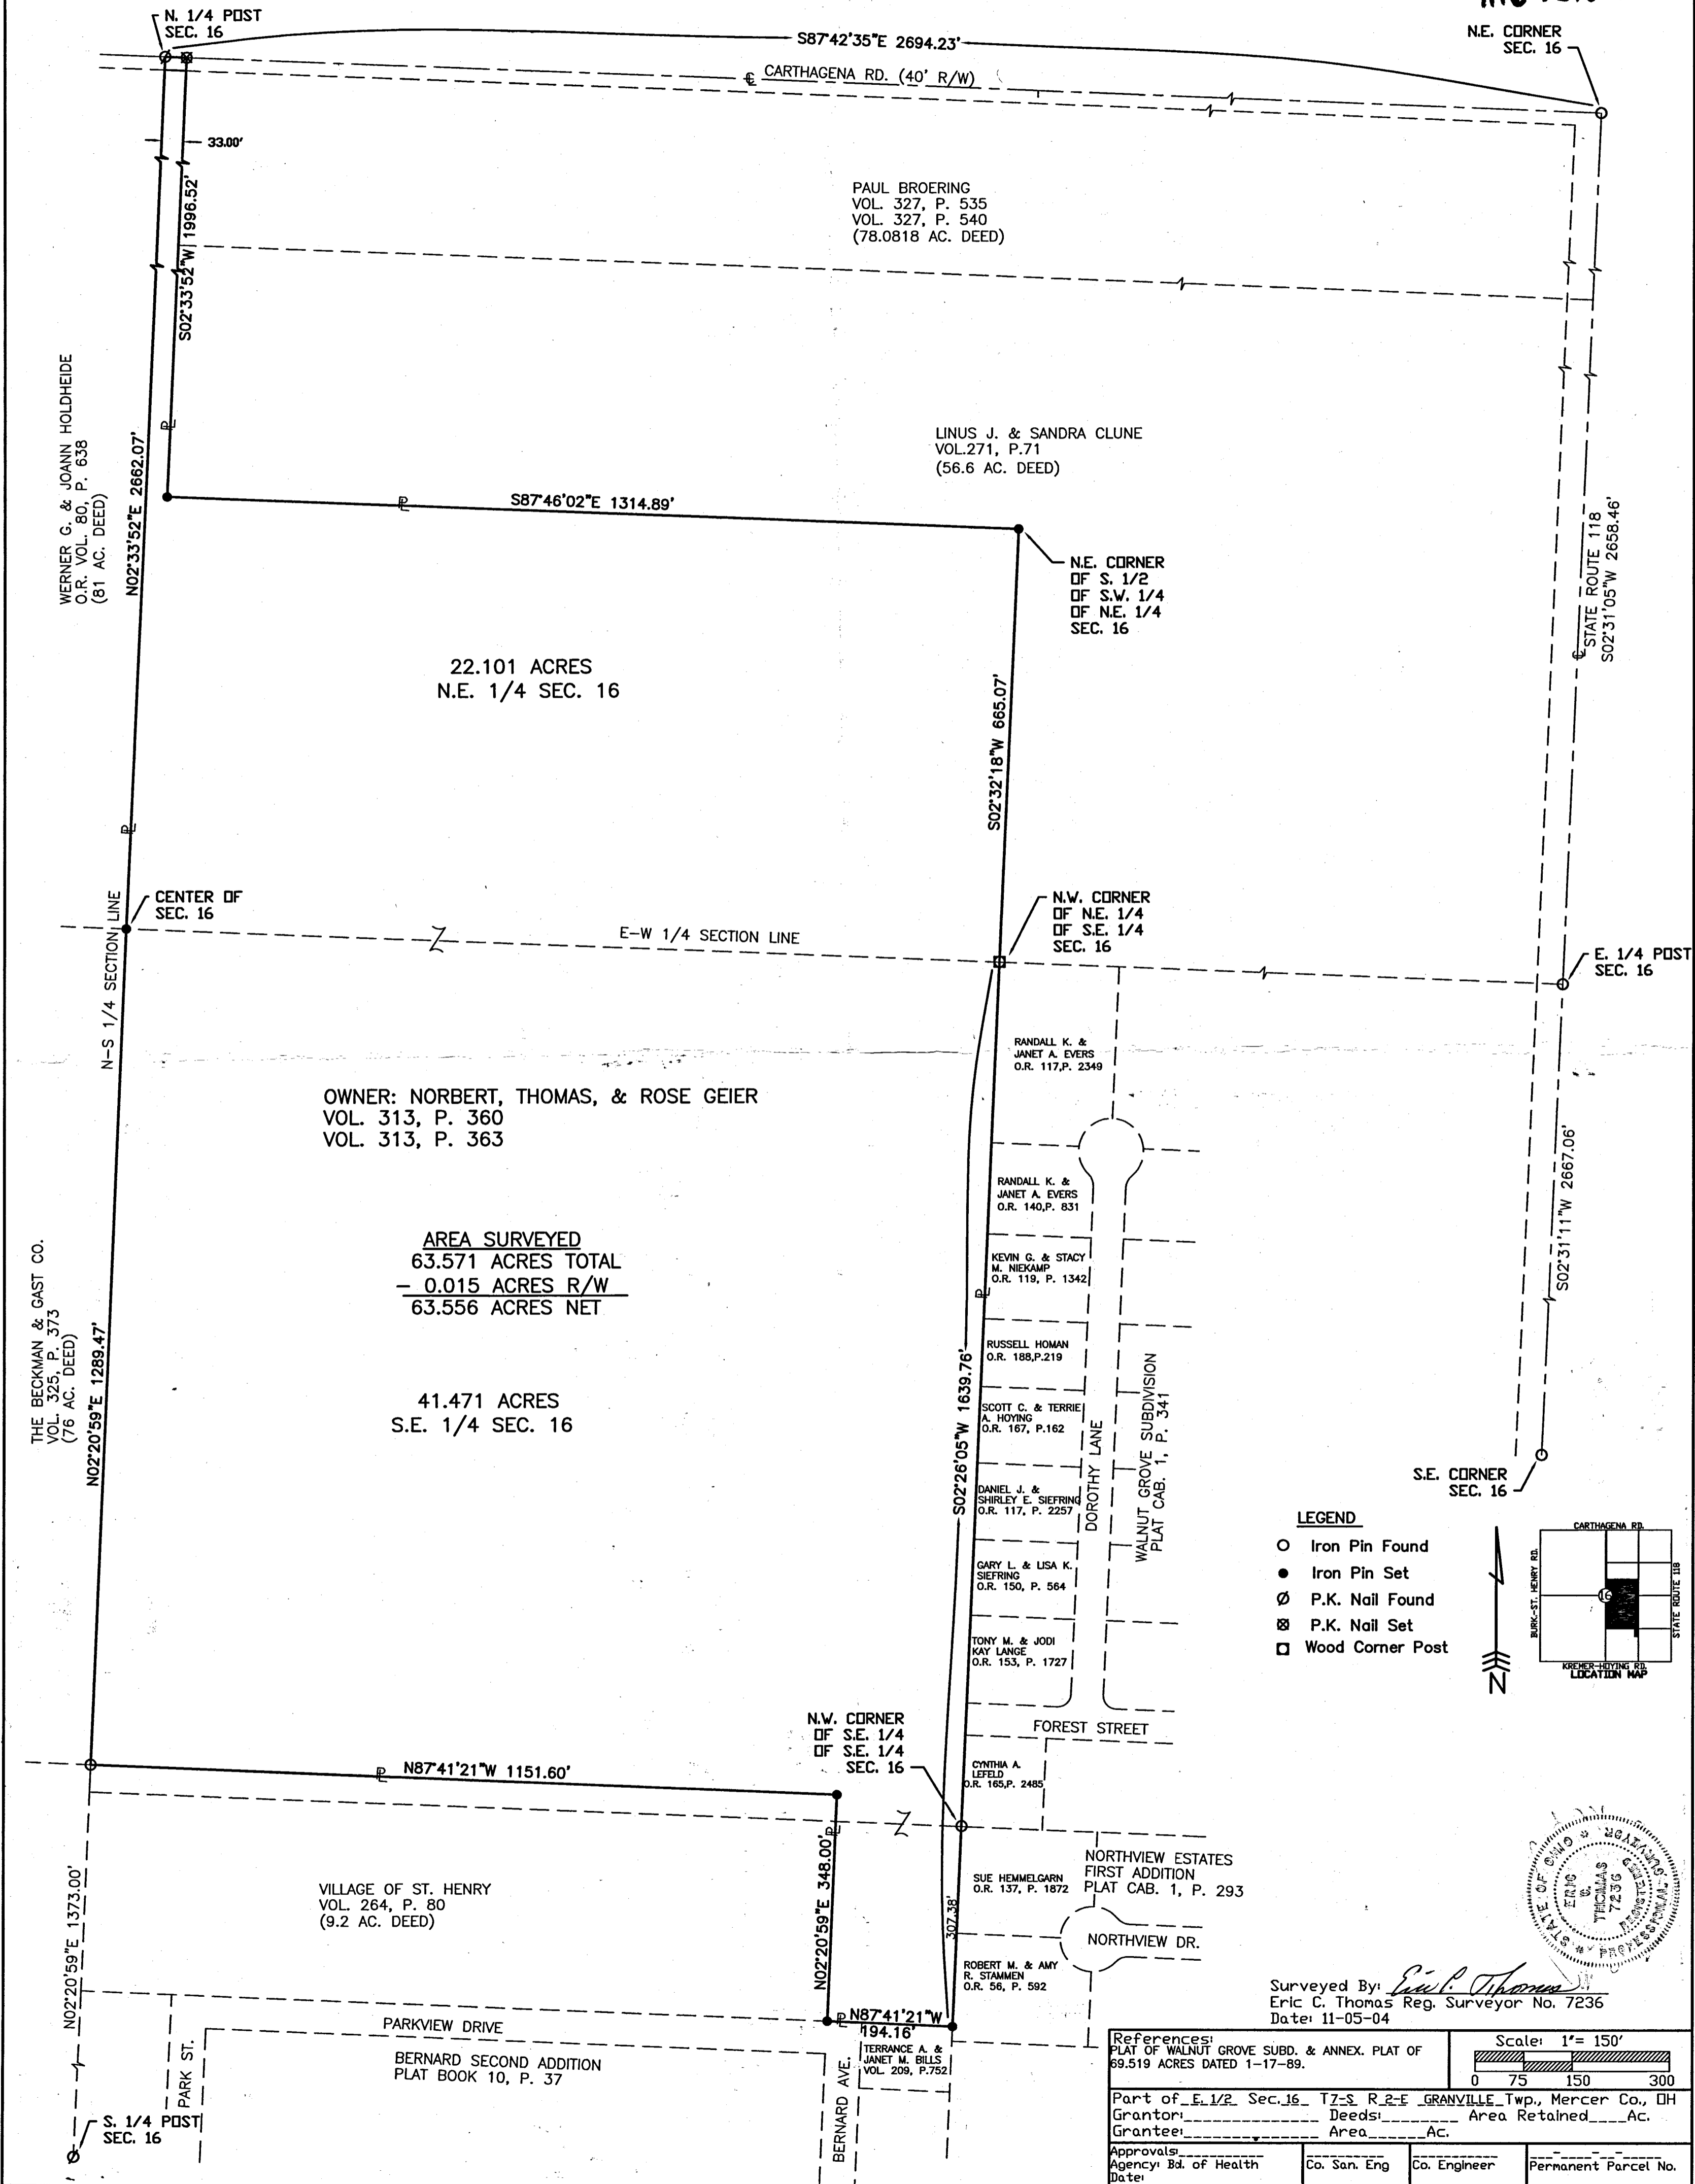 N. 1/4 POST
SEC. 16
S87°42'35"E 2694.23'
N.E. CORNER
SEC. 16
CARTHAGENA RD. (40' R/W)
33.00'
S02°33'52"W 1996.52'
PAUL BROERING
VOL. 327, P. 535
VOL. 327, P. 540
(78.0818 AC. DEED)
WERNER G. & JOANN HOLDHEIDE
O.R. VOL. 80, P. 638
(81 AC. DEED)
N02°33'52"E 2662.07'
LINUS J. & SANDRA CLUNE
VOL.271, P.71
(56.6 AC. DEED)
S87°46'02"E 1314.89'
STATE ROUTE 118
S02°31'05"W 2658.46'
N.E. CORNER
OF S. 1/2
OF S.W. 1/4
OF N.E. 1/4
SEC. 16
22.101 ACRES
N.E. 1/4 SEC. 16
S02°32'18"W 665.07'
CENTER OF
SEC. 16
N-S 1/4 SECTION LINE
E-W 1/4 SECTION LINE
N.W. CORNER
OF N.E. 1/4
OF S.E. 1/4
SEC. 16
E. 1/4 POST
SEC. 16
RANDALL K. &
JANET A. EVERS
O.R. 117,P. 2349
OWNER: NORBERT, THOMAS, & ROSE GEIER
VOL. 313, P. 360
VOL. 313, P. 363
S02°31'11"W 2667.06'
RANDALL K. &
JANET A. EVERS
O.R. 140,P. 831
AREA SURVEYED
63.571 ACRES TOTAL
- 0.015 ACRES R/W
63.556 ACRES NET
KEVIN G. & STACY
M. NIEKAMP
O.R. 119, P. 1342
THE BECKMAN & GAST CO.
VOL. 325, P. 373
(76 AC. DEED)
N02°20'59"E 1289.47'
RUSSELL HOMAN
O.R. 188,P.219
S02°26'05"W 1639.76'
41.471 ACRES
S.E. 1/4 SEC. 16
SCOTT C. & TERRIE
A. HOYING
O.R. 167, P.162
DOROTHY LANE
WALNUT GROVE SUBDIVISION
PLAT CAB. 1, P. 341
S.E. CORNER
SEC. 16
DANIEL J. &
SHIRLEY E. SIEFRING
O.R. 117, P. 2257
GARY L. & LISA K.
SIEFRING
O.R. 150, P. 564
TONY M. & JODI
KAY LANGE
O.R. 153, P. 1727
LEGEND
Iron Pin Found
Iron Pin Set
P.K. Nail Found
P.K. Nail Set
Wood Corner Post
N
CARTHAGENA RD.
BURK.-ST. HENRY RD.
16
STATE ROUTE 118
KREMER-HOYING RD.
LOCATION MAP
N.W. CORNER
OF S.E. 1/4
OF S.E. 1/4
SEC. 16
FOREST STREET
N87°41'21"W 1151.60'
CYNTHIA A.
LEFELD
O.R. 165,P. 2485
VILLAGE OF ST. HENRY
VOL. 264, P. 80
(9.2 AC. DEED)
N02°20'59"E 348.00'
307.38'
SUE HEMMELGARN
O.R. 137, P. 1872
NORTHVIEW ESTATES
FIRST ADDITION
PLAT CAB. 1, P. 293
NORTHVIEW DR.
ROBERT M. & AMY
R. STAMMEN
O.R. 56, P. 592
N02°20'59"E 1373.00'
N87°41'21"W
194.16'
PARKVIEW DRIVE
PARK ST.
BERNARD SECOND ADDITION
PLAT BOOK 10, P. 37
BERNARD AVE.
TERRANCE A. &
JANET M. BILLS
VOL. 209, P.752
S. 1/4 POST
SEC. 16
STATE OF OHIO
ERIC
C.
THOMAS
7236
REGISTERED
PROFESSIONAL SURVEYOR
Surveyed By: Eric C. Thomas
Eric C. Thomas Reg. Surveyor No. 7236
Date: 11-05-04
References:
PLAT OF WALNUT GROVE SUBD. & ANNEX. PLAT OF
69.519 ACRES DATED 1-17-89.
Scale: 1"= 150'
0 75 150 300
Part of E. 1/2 Sec. 16 T7-S R 2-E GRANVILLE Twp., Mercer Co., OH
Grantor: Deeds: Area Retained Ac.
Grantee: Area Ac.
Approvals:
Agency: Bd. of Health Co. San. Eng Co. Engineer Permanent Parcel No.
Date: